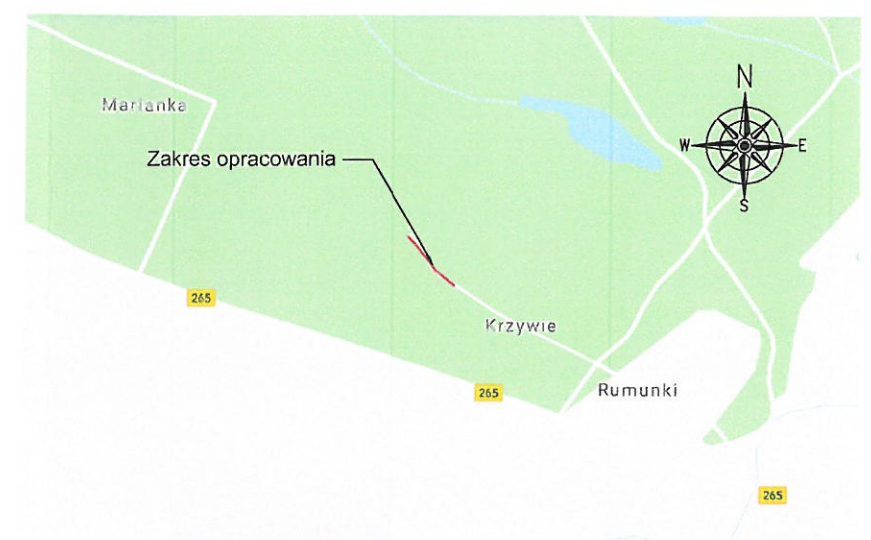 N
Marianka
W
E
Zakres opracowania
S
265
Krzywie
265
Rumunki
265